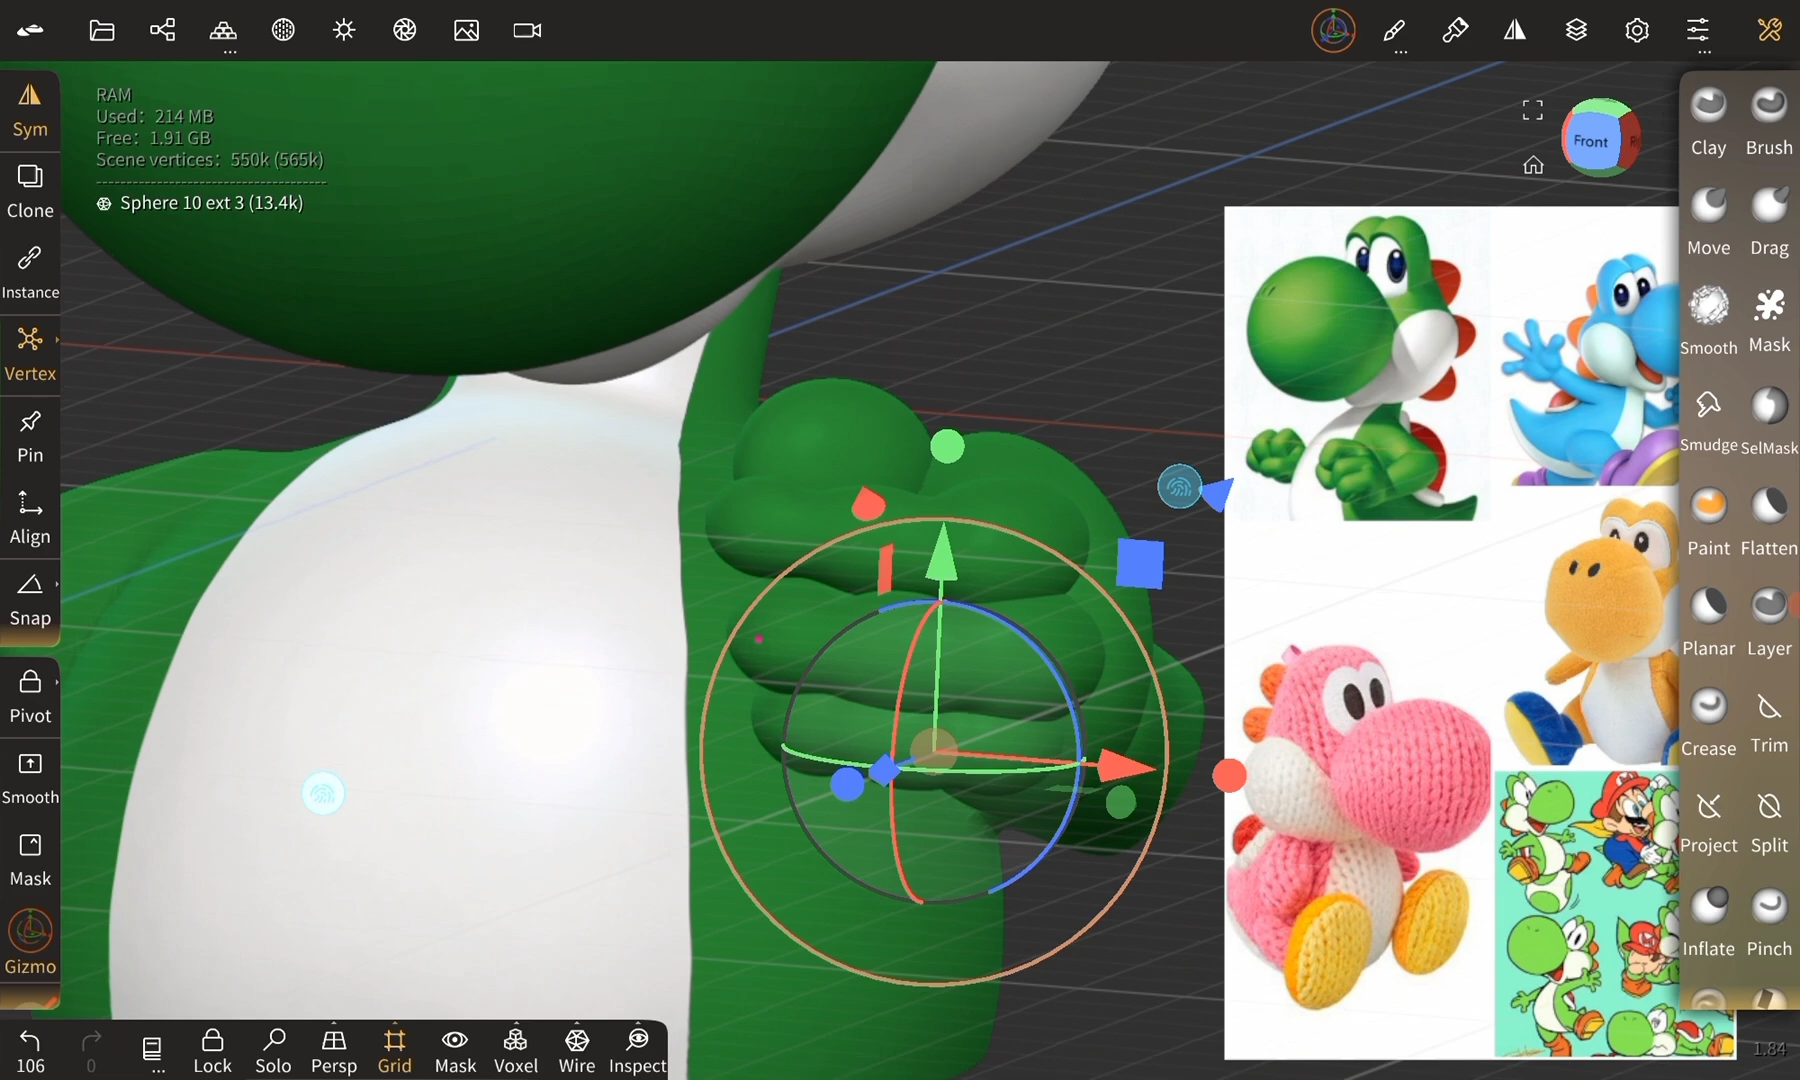 RAM
Used: 214 MB
Free: 1.91 GB
Scene vertices: 550k (565k)
Sphere 10 ext 3 (13.4k)
Sym
Clone
Instance
Vertex
Pin
Align
Snap
Pivot
Smooth
Mask
Gizmo
106
0
Lock
Solo
Persp
Grid
Mask
Voxel
Wire
Inspect
Front
Clay
Brush
Move
Drag
Smooth
Mask
Smudge
SelMask
Paint
Flatten
Planar
Layer
Crease
Trim
Project
Split
Inflate
Pinch
1.84